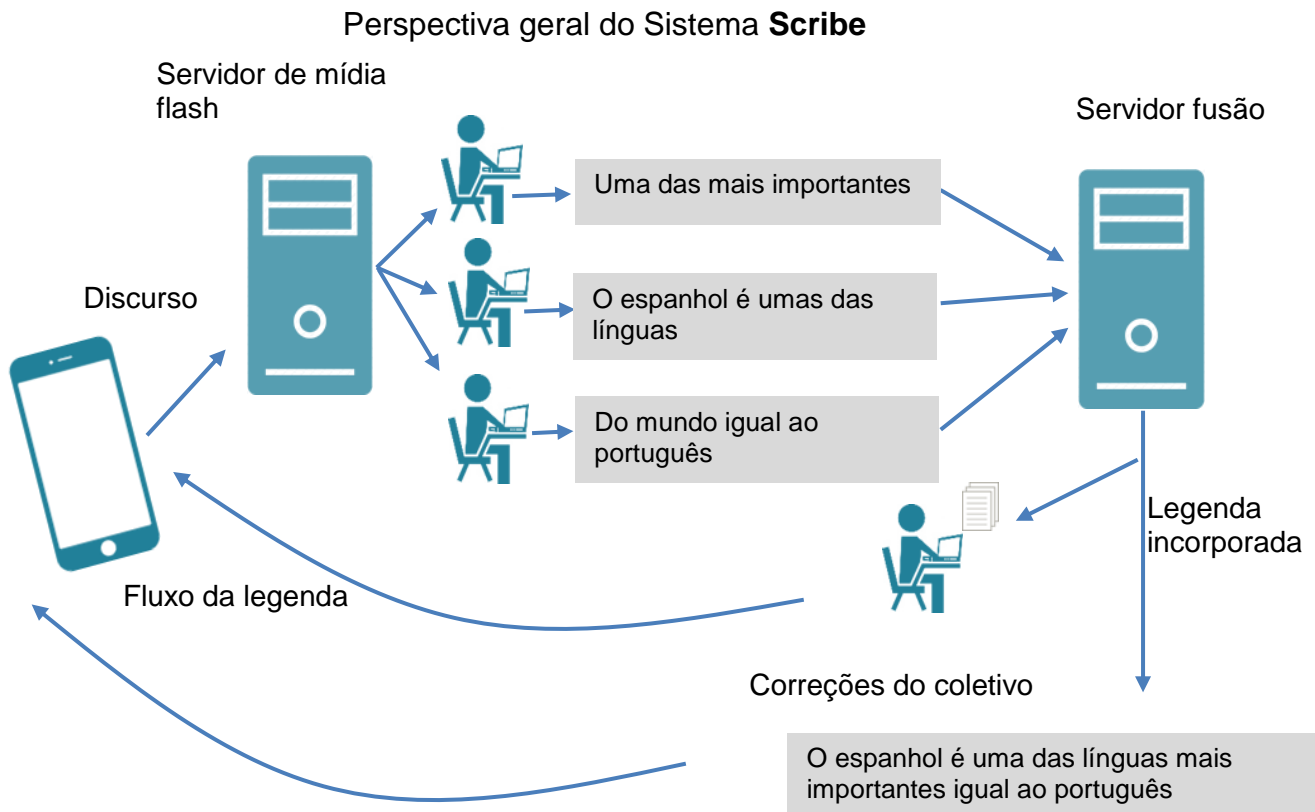 Perspectiva geral do Sistema Scribe
Servidor de mídia
flash
Servidor fusão
Uma das mais importantes
Discurso
O espanhol é umas das
línguas
Do mundo igual ao
português
Legenda
incorporada
Fluxo da legenda
Correções do coletivo
O espanhol é uma das línguas mais
importantes igual ao português